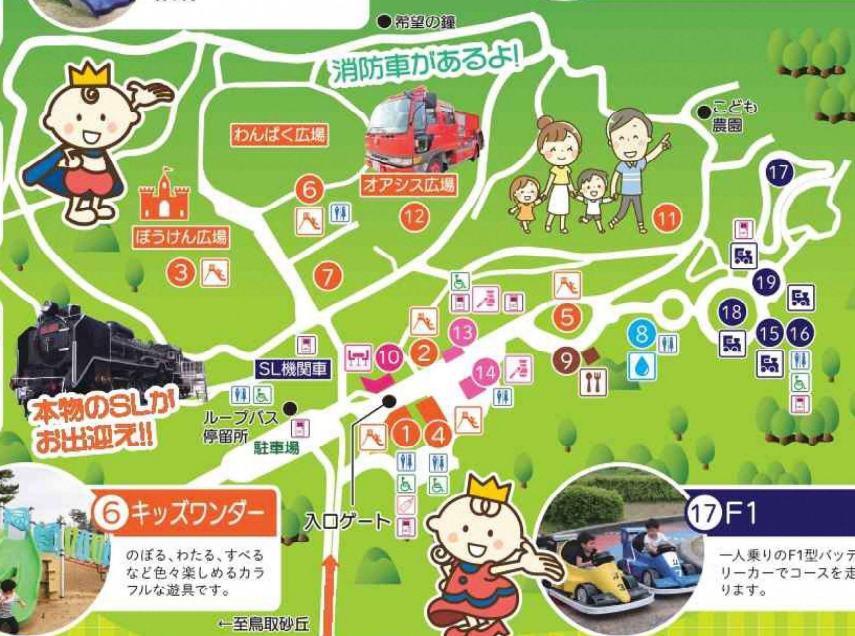 希望の鐘
消防車があるよ!
こども
農園
わんぱく広場
オアシス広場
ぼうけん広場
6
12
11
17
3
7
5
19
18
15
16
8
13
2
10
9
14
SL機関車
本物のSLが
お出迎え!!
ループバス
停留所
駐車場
1
4
入口ゲート
6 キッズワンダー
のぼる、わたる、すべる
など色々楽しめるカラ
フルな遊具です。
←至鳥取砂丘
17 F1
一人乗りのF1型バッテ
リーカーでコースを走
ります。